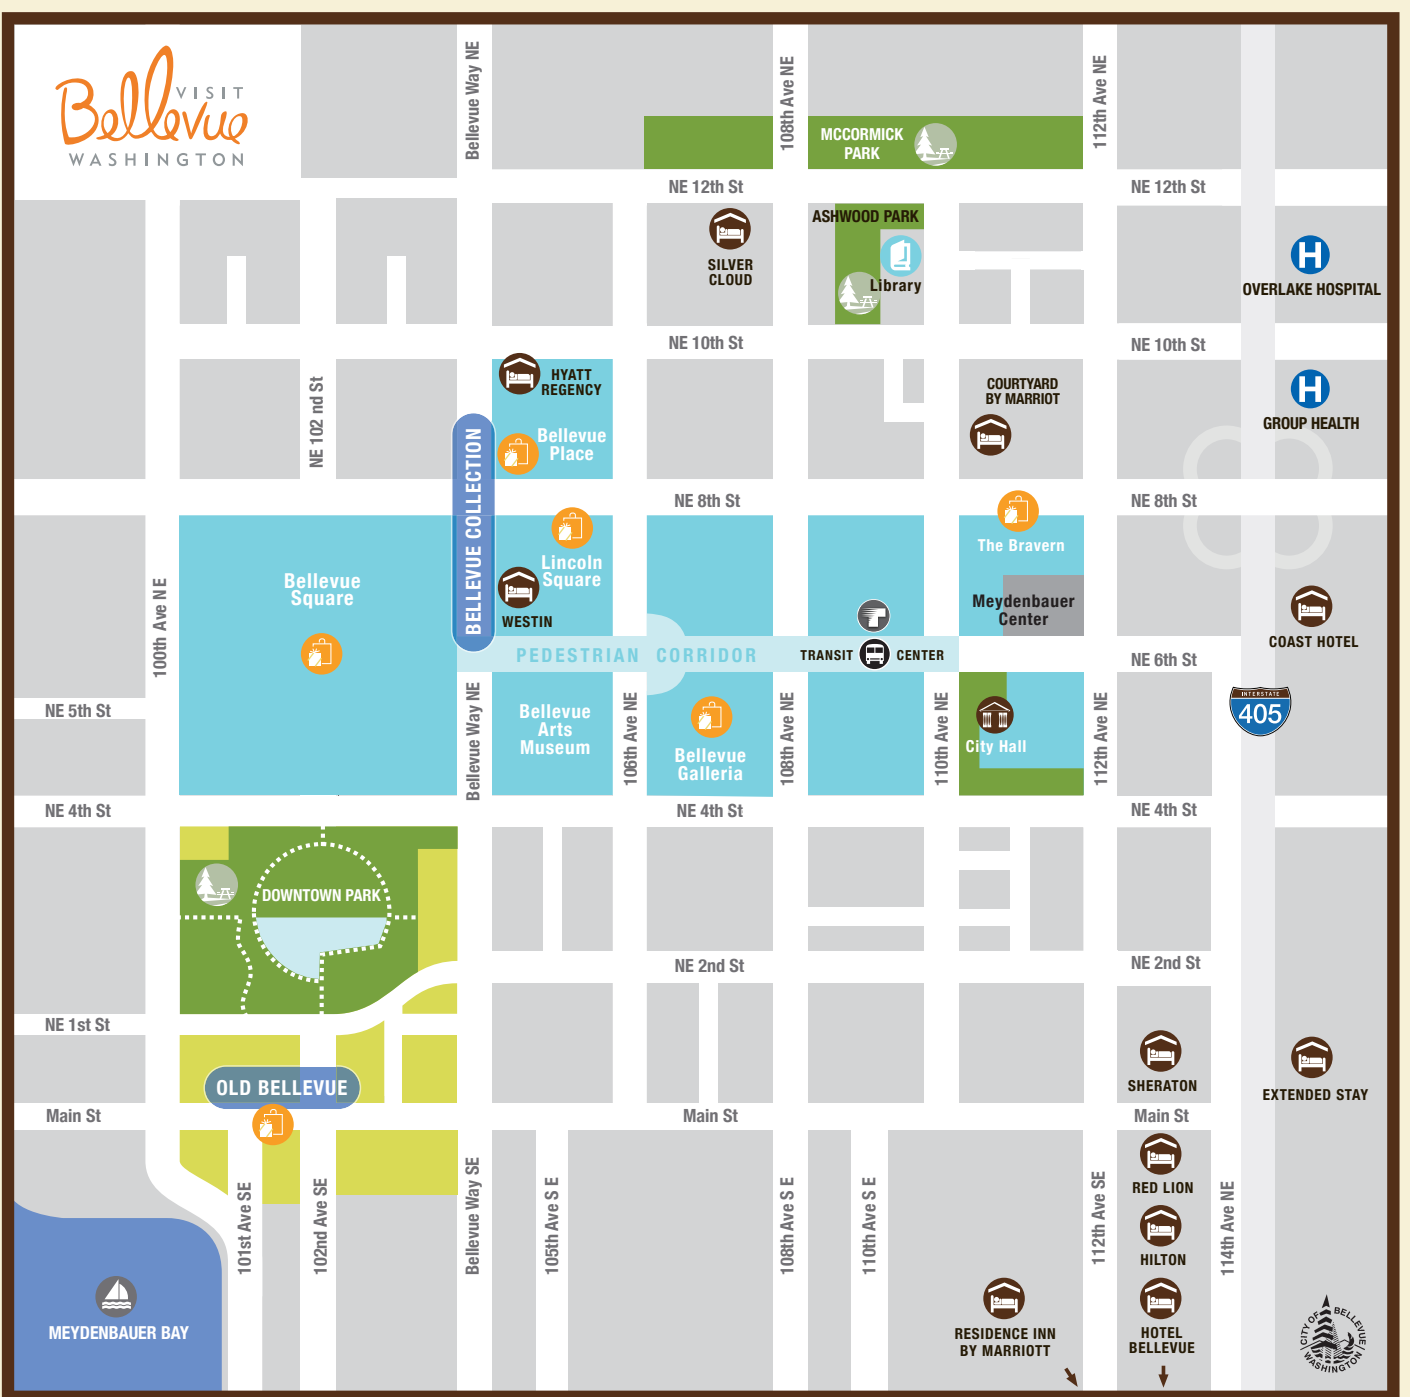 VISIT
Bellevue
WASHINGTON
Bellevue Way NE
108th Ave NE
112th Ave NE
MCCORMICK
PARK
NE 12th St
NE 12th St
SILVER
CLOUD
ASHWOOD PARK
Library
H
OVERLAKE HOSPITAL
NE 10th St
NE 10th St
NE 102 nd St
HYATT
REGENCY
Bellevue
Place
COURTYARD
BY MARRIOT
H
GROUP HEALTH
BELLEVUE COLLECTION
NE 8th St
NE 8th St
100th Ave NE
Bellevue
Square
Lincoln
Square
WESTIN
The Bravern
Meydenbauer
Center
COAST HOTEL
PEDESTRIAN CORRIDOR
TRANSIT CENTER
NE 6th St
NE 5th St
Bellevue Way NE
Bellevue
Arts
Museum
106th Ave NE
Bellevue
Galleria
108th Ave NE
110th Ave NE
City Hall
112th Ave NE
INTERSTATE
405
NE 4th St
NE 4th St
NE 4th St
DOWNTOWN PARK
NE 2nd St
NE 2nd St
NE 1st St
OLD BELLEVUE
SHERATON
EXTENDED STAY
Main St
Main St
Main St
101st Ave SE
102nd Ave SE
Bellevue Way SE
105th Ave S E
108th Ave S E
110th Ave S E
112th Ave SE
114th Ave NE
RED LION
HILTON
MEYDENBAUER BAY
RESIDENCE INN
BY MARRIOTT
HOTEL
BELLEVUE
CITY OF BELLEVUE
WASHINGTON